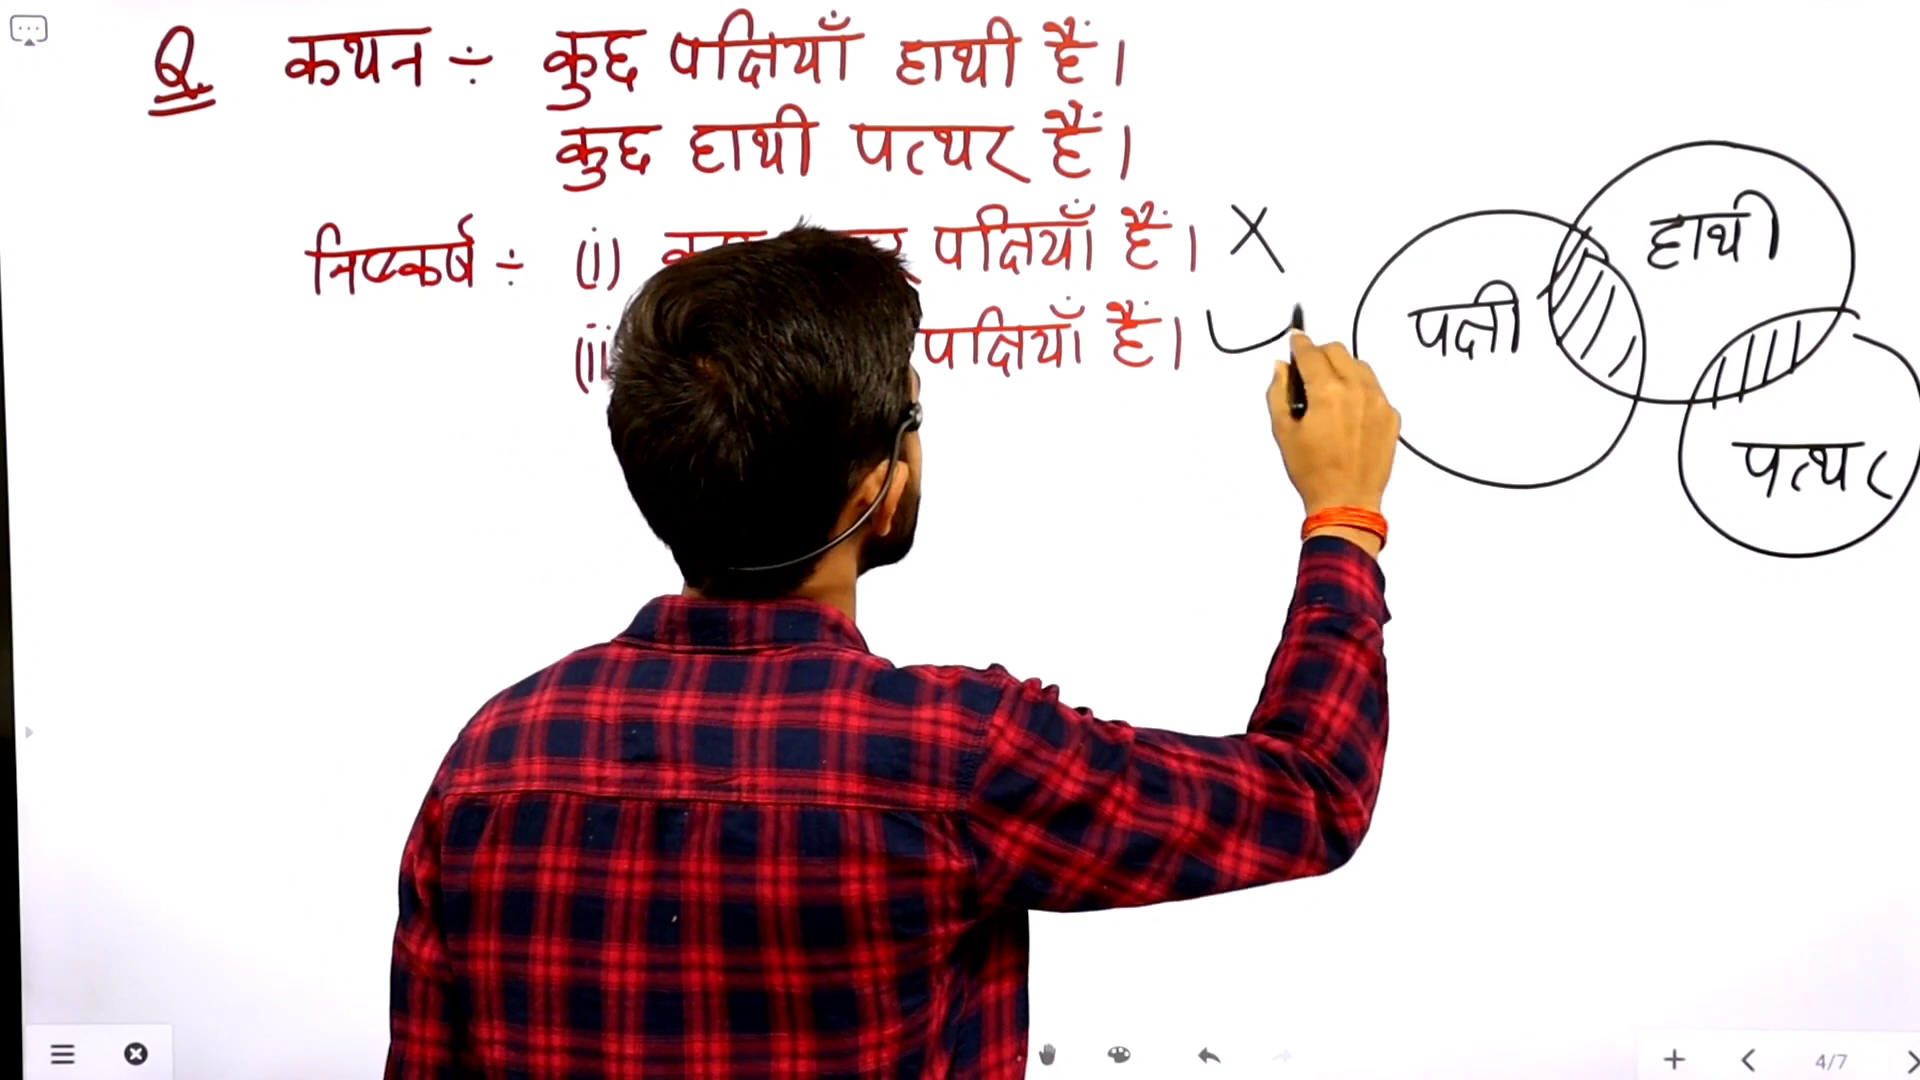 Q. कथन ÷ कुछ पक्षियाँ हाथी हैं।
कुछ हाथी पत्थर हैं।
निष्कर्ष ÷ (i) पक्षियाँ हैं। X
पक्षियाँ हैं।
हाथी
पक्षी
पत्थर
4/7